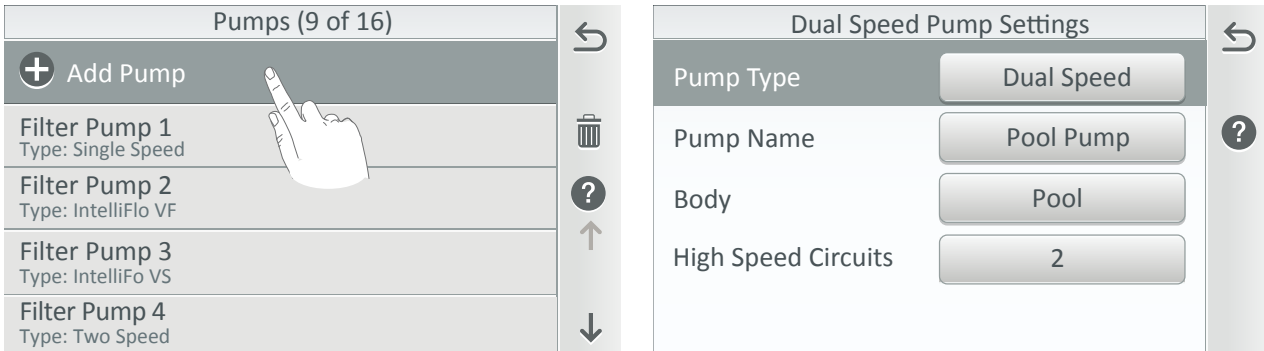 Pumps (9 of 16)
Add Pump
Filter Pump 1
Type: Single Speed
Filter Pump 2
Type: IntelliFlo VF
Filter Pump 3
Type: IntelliFo VS
Filter Pump 4
Type: Two Speed
Dual Speed Pump Settings
Pump Type Dual Speed
Pump Name Pool Pump
Body Pool
High Speed Circuits 2